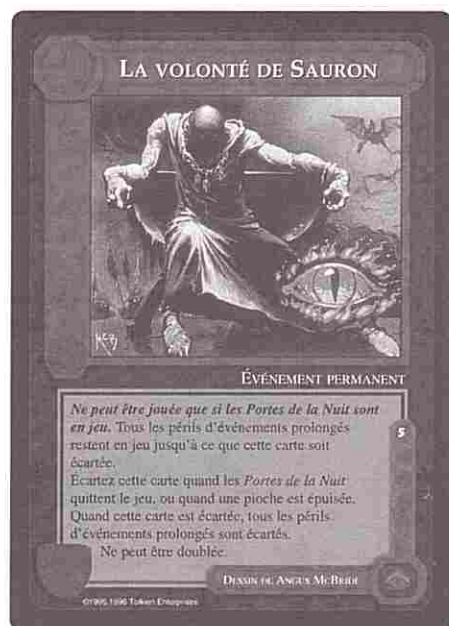 LA VOLONTÉ DE SAURON
ÉVÉNEMENT PERMANENT
Ne peut être jouée que si les Portes de la Nuit sont
en jeu. Tous les périls d'événements prolongés
restent en jeu jusqu'à ce que cette carte soit
écartée.
Écartez cette carte quand les Portes de la Nuit
quittent le jeu, ou quand une pioche est épuisée.
Quand cette carte est écartée, tous les périls
d'événements prolongés sont écartés.
Ne peut être doublée.
5
DESSIN DE ANGUS MCBRIDE
©1995,1996 Tolkien Enterprises